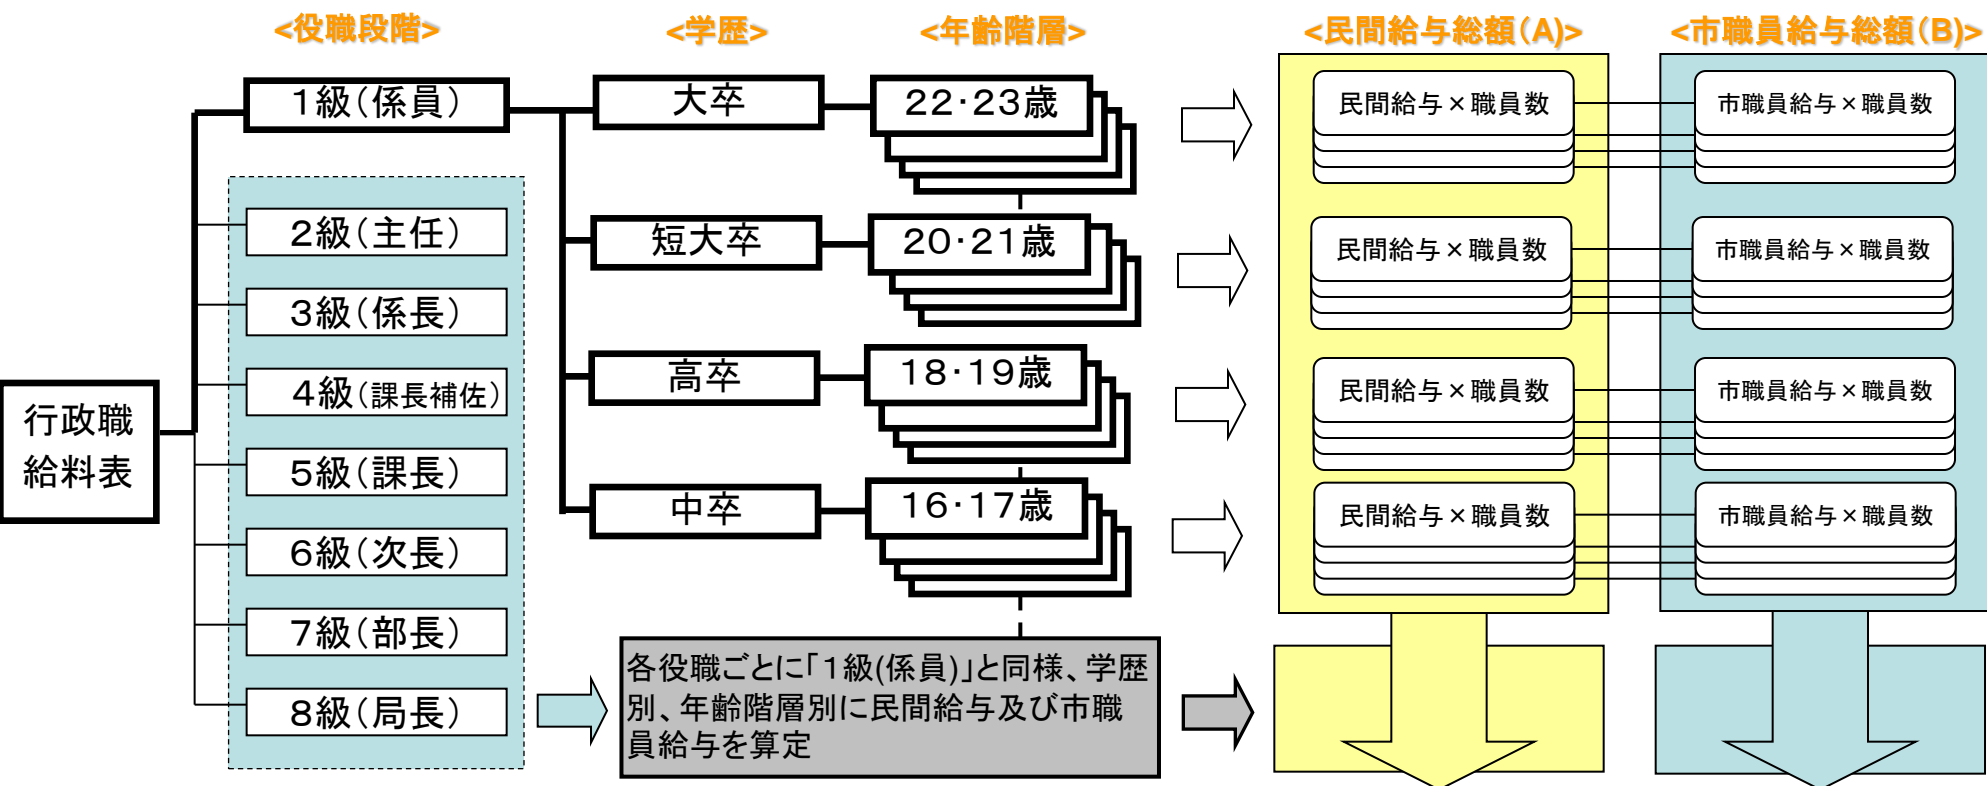 <役職段階>
<学歴>
<年齢階層>
<民間給与総額(A)>
<市職員給与総額(B)>
行政職
給料表
1級(係員)
2級(主任)
3級(係長)
4級(課長補佐)
5級(課長)
6級(次長)
7級(部長)
8級(局長)
大卒
22・23歳
民間給与×職員数
市職員給与×職員数
短大卒
20・21歳
民間給与×職員数
市職員給与×職員数
高卒
18・19歳
民間給与×職員数
市職員給与×職員数
中卒
16・17歳
民間給与×職員数
市職員給与×職員数
各役職ごとに「1級(係員)」と同様、学歴
別、年齢階層別に民間給与及び市職
員給与を算定